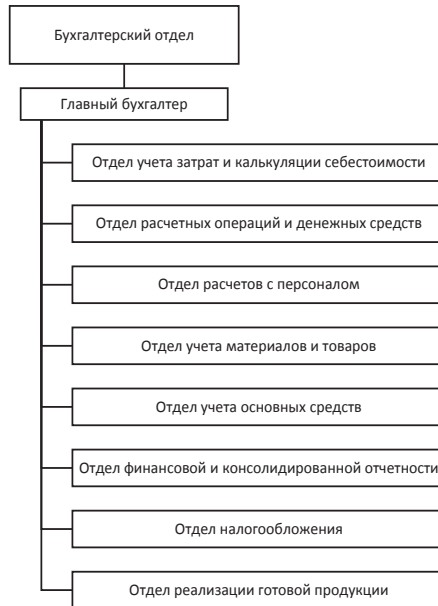 Бухгалтерский отдел
Главный бухгалтер
Отдел учета затрат и калькуляции себестоимости
Отдел расчетных операций и денежных средств
Отдел расчетов с персоналом
Отдел учета материалов и товаров
Отдел учета основных средств
Отдел финансовой и консолидированной отчетности
Отдел налогообложения
Отдел реализации готовой продукции